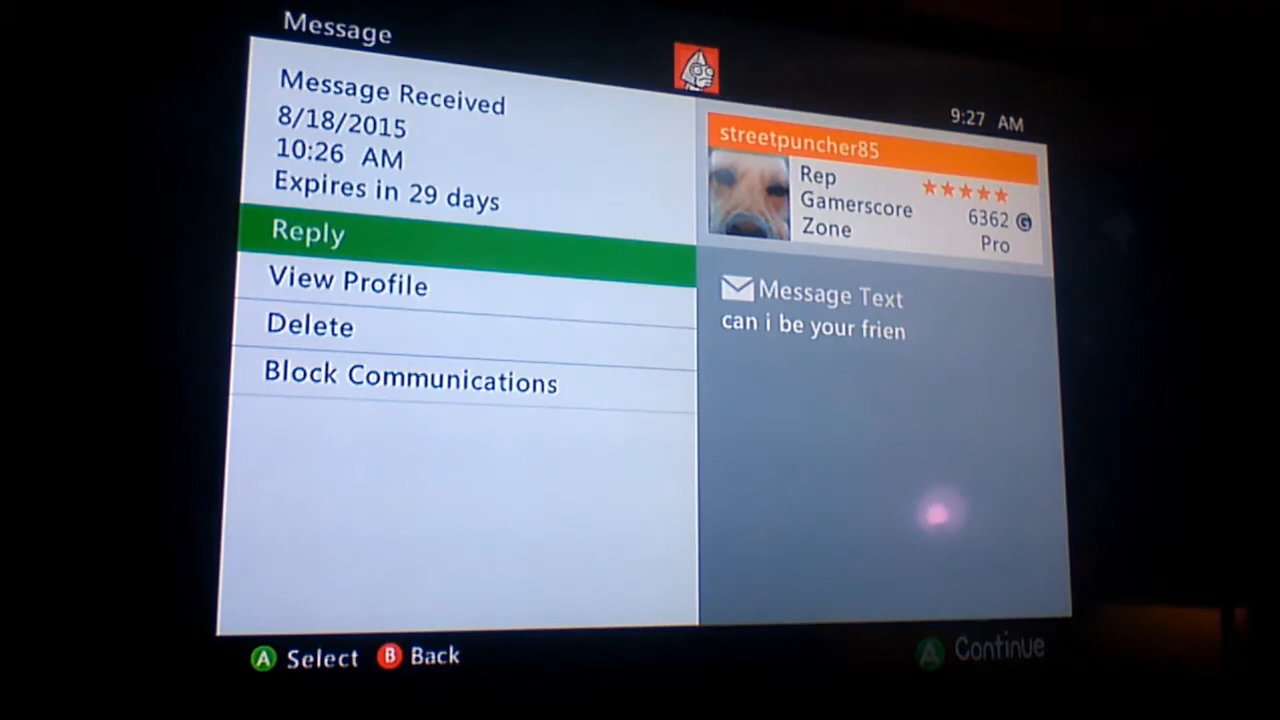 Message
Message Received
8/18/2015
10:26 AM
Expires in 29 days
Reply
View Profile
Delete
Block Communications
9:27 AM
streetpuncher85
Rep
Gamerscore 6362 G
Zone Pro
Message Text
can i be your frien
A Select B Back
A Continue